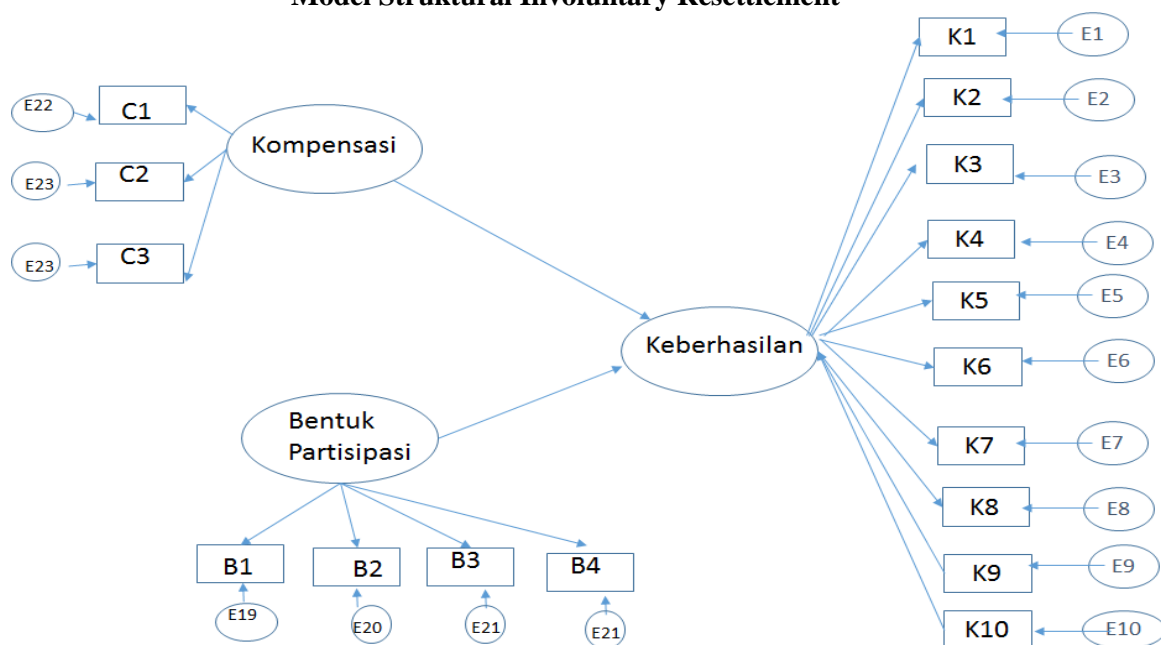 Model Struktural Involuntary Resettlement
K1
E1
E22
C1
K2
E2
Kompensasi
E23
C2
K3
E3
E23
C3
K4
E4
K5
E5
Keberhasilan
K6
E6
Bentuk
Partisipasi
K7
E7
K8
E8
B1
B2
B3
B4
K9
E9
E19
E20
E21
E21
K10
E10